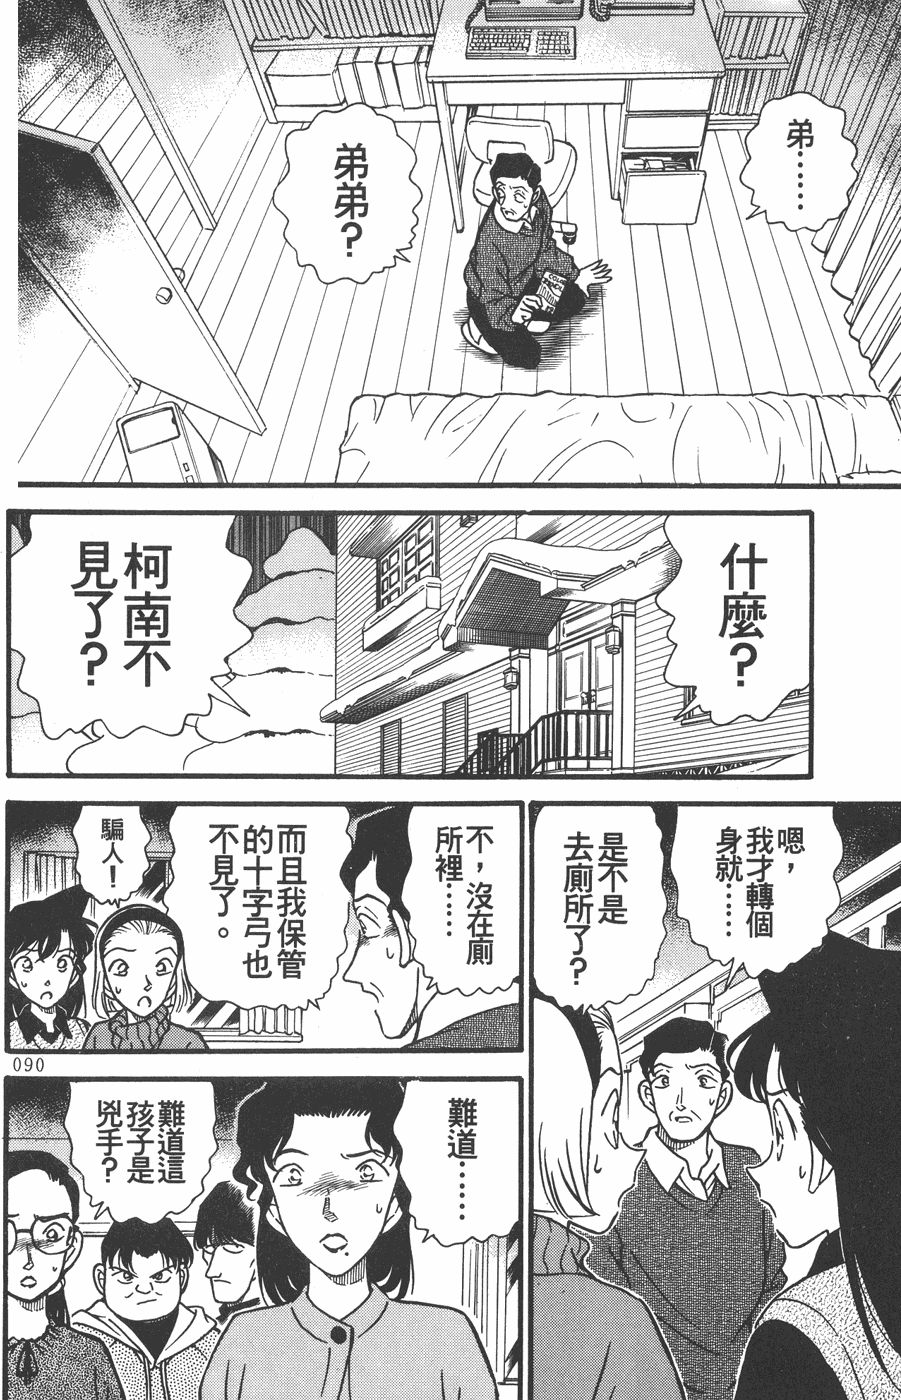 弟……
弟弟？
什麼？
柯南不
見了？
嗯，
我才轉個
身就……
是不是
去廁所了？
不，沒在廁
所裡……
而且我保管
的十字弓也
不見了。
騙人！
難道……
難道這
孩子是
兇手？
090